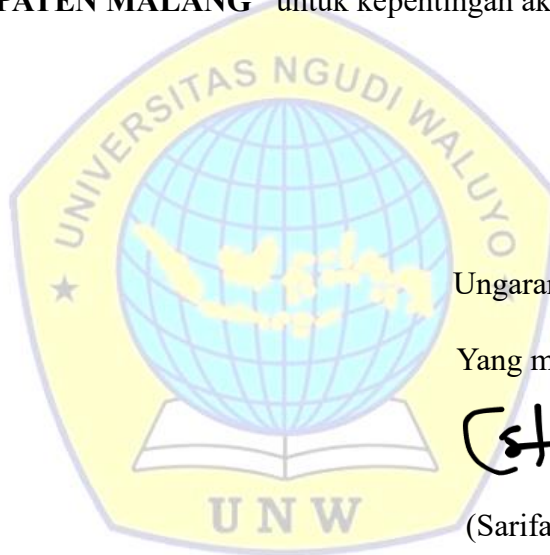 PATEN MALANG" untuk kepentingan ak
UNIVERSITAS NGUDI WALUYO
Ungaran
Yang m
UNW
(Sarifa